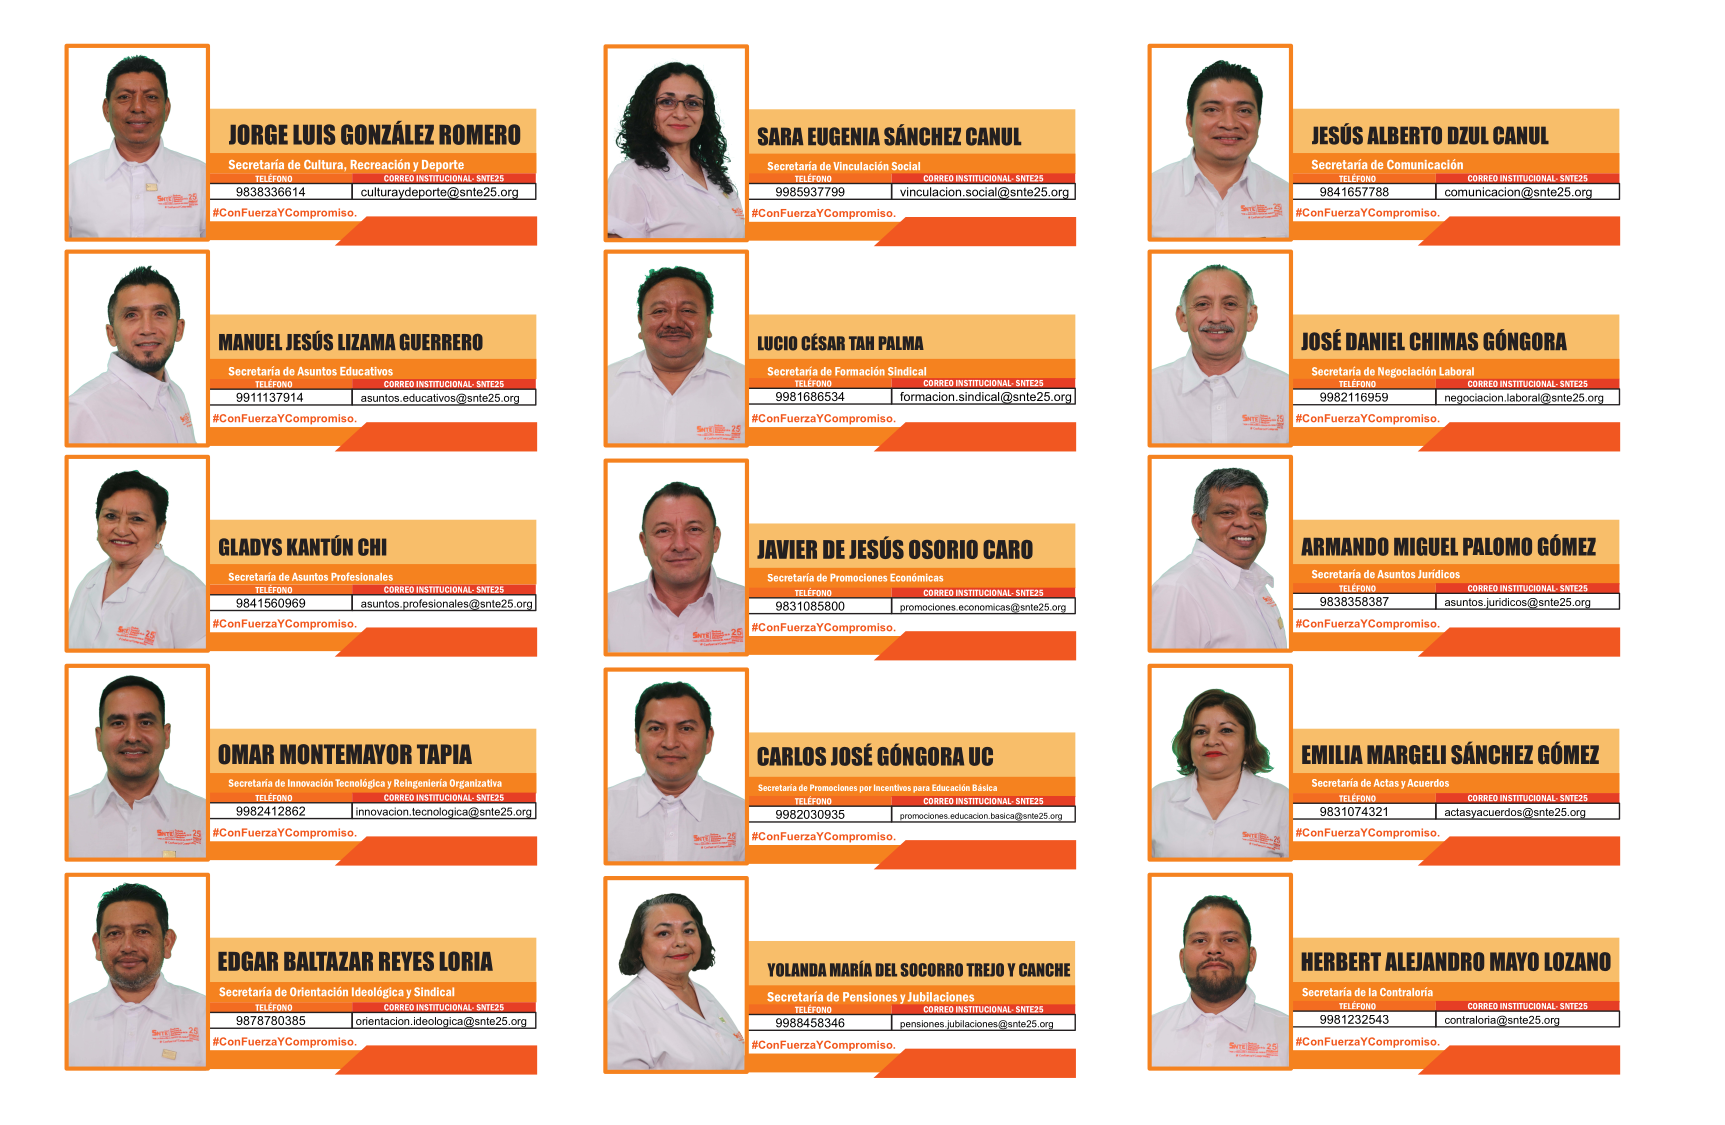 JORGE LUIS GONZÁLEZ ROMERO
Secretaría de Cultura, Recreación y Deporte
TELÉFONO CORREO INSTITUCIONAL- SNTE25
9838336614 culturaydeporte@snte25.org
#ConFuerzaYCompromiso.
SARA EUGENIA SÁNCHEZ CANUL
Secretaría de Vinculación Social
TELÉFONO CORREO INSTITUCIONAL- SNTE25
9985937799 vinculacion.social@snte25.org
#ConFuerzaYCompromiso.
JESÚS ALBERTO DZUL CANUL
Secretaría de Comunicación
TELÉFONO CORREO INSTITUCIONAL- SNTE25
9841657788 comunicacion@snte25.org
#ConFuerzaYCompromiso.
MANUEL JESÚS LIZAMA GUERRERO
Secretaría de Asuntos Educativos
TELÉFONO CORREO INSTITUCIONAL- SNTE25
9911137914 asuntos.educativos@snte25.org
#ConFuerzaYCompromiso.
LUCIO CÉSAR TAH PALMA
Secretaría de Formación Sindical
TELÉFONO CORREO INSTITUCIONAL- SNTE25
9981686534 formacion.sindical@snte25.org
#ConFuerzaYCompromiso.
JOSÉ DANIEL CHIMAS GÓNGORA
Secretaría de Negociación Laboral
TELÉFONO CORREO INSTITUCIONAL- SNTE25
9982116959 negociacion.laboral@snte25.org
#ConFuerzaYCompromiso.
GLADYS KANTÚN CHI
Secretaría de Asuntos Profesionales
TELÉFONO CORREO INSTITUCIONAL- SNTE25
9841560969 asuntos.profesionales@snte25.org
#ConFuerzaYCompromiso.
JAVIER DE JESÚS OSORIO CARO
Secretaría de Promociones Económicas
TELÉFONO CORREO INSTITUCIONAL- SNTE25
9831085800 promociones.economicas@snte25.org
#ConFuerzaYCompromiso.
ARMANDO MIGUEL PALOMO GÓMEZ
Secretaría de Asuntos Jurídicos
TELÉFONO CORREO INSTITUCIONAL- SNTE25
9838358387 asuntos.juridicos@snte25.org
#ConFuerzaYCompromiso.
OMAR MONTEMAYOR TAPIA
Secretaría de Innovación Tecnológica y Reingeniería Organizativa
TELÉFONO CORREO INSTITUCIONAL- SNTE25
9982412862 innovacion.tecnologica@snte25.org
#ConFuerzaYCompromiso.
CARLOS JOSÉ GÓNGORA UC
Secretaría de Promociones por Incentivos para Educación Básica
TELÉFONO CORREO INSTITUCIONAL- SNTE25
9982030935 promociones.educacion.basica@snte25.org
#ConFuerzaYCompromiso.
EMILIA MARGELI SÁNCHEZ GÓMEZ
Secretaría de Actas y Acuerdos
TELÉFONO CORREO INSTITUCIONAL- SNTE25
9831074321 actasyacuerdos@snte25.org
#ConFuerzaYCompromiso.
EDGAR BALTAZAR REYES LORIA
Secretaría de Orientación Ideológica y Sindical
TELÉFONO CORREO INSTITUCIONAL- SNTE25
9878780385 orientacion.ideologica@snte25.org
#ConFuerzaYCompromiso.
YOLANDA MARÍA DEL SOCORRO TREJO Y CANCHE
Secretaría de Pensiones y Jubilaciones
TELÉFONO CORREO INSTITUCIONAL- SNTE25
9988458346 pensiones.jubilaciones@snte25.org
#ConFuerzaYCompromiso.
HERBERT ALEJANDRO MAYO LOZANO
Secretaría de la Contraloría
TELÉFONO CORREO INSTITUCIONAL- SNTE25
9981232543 contraloria@snte25.org
#ConFuerzaYCompromiso.